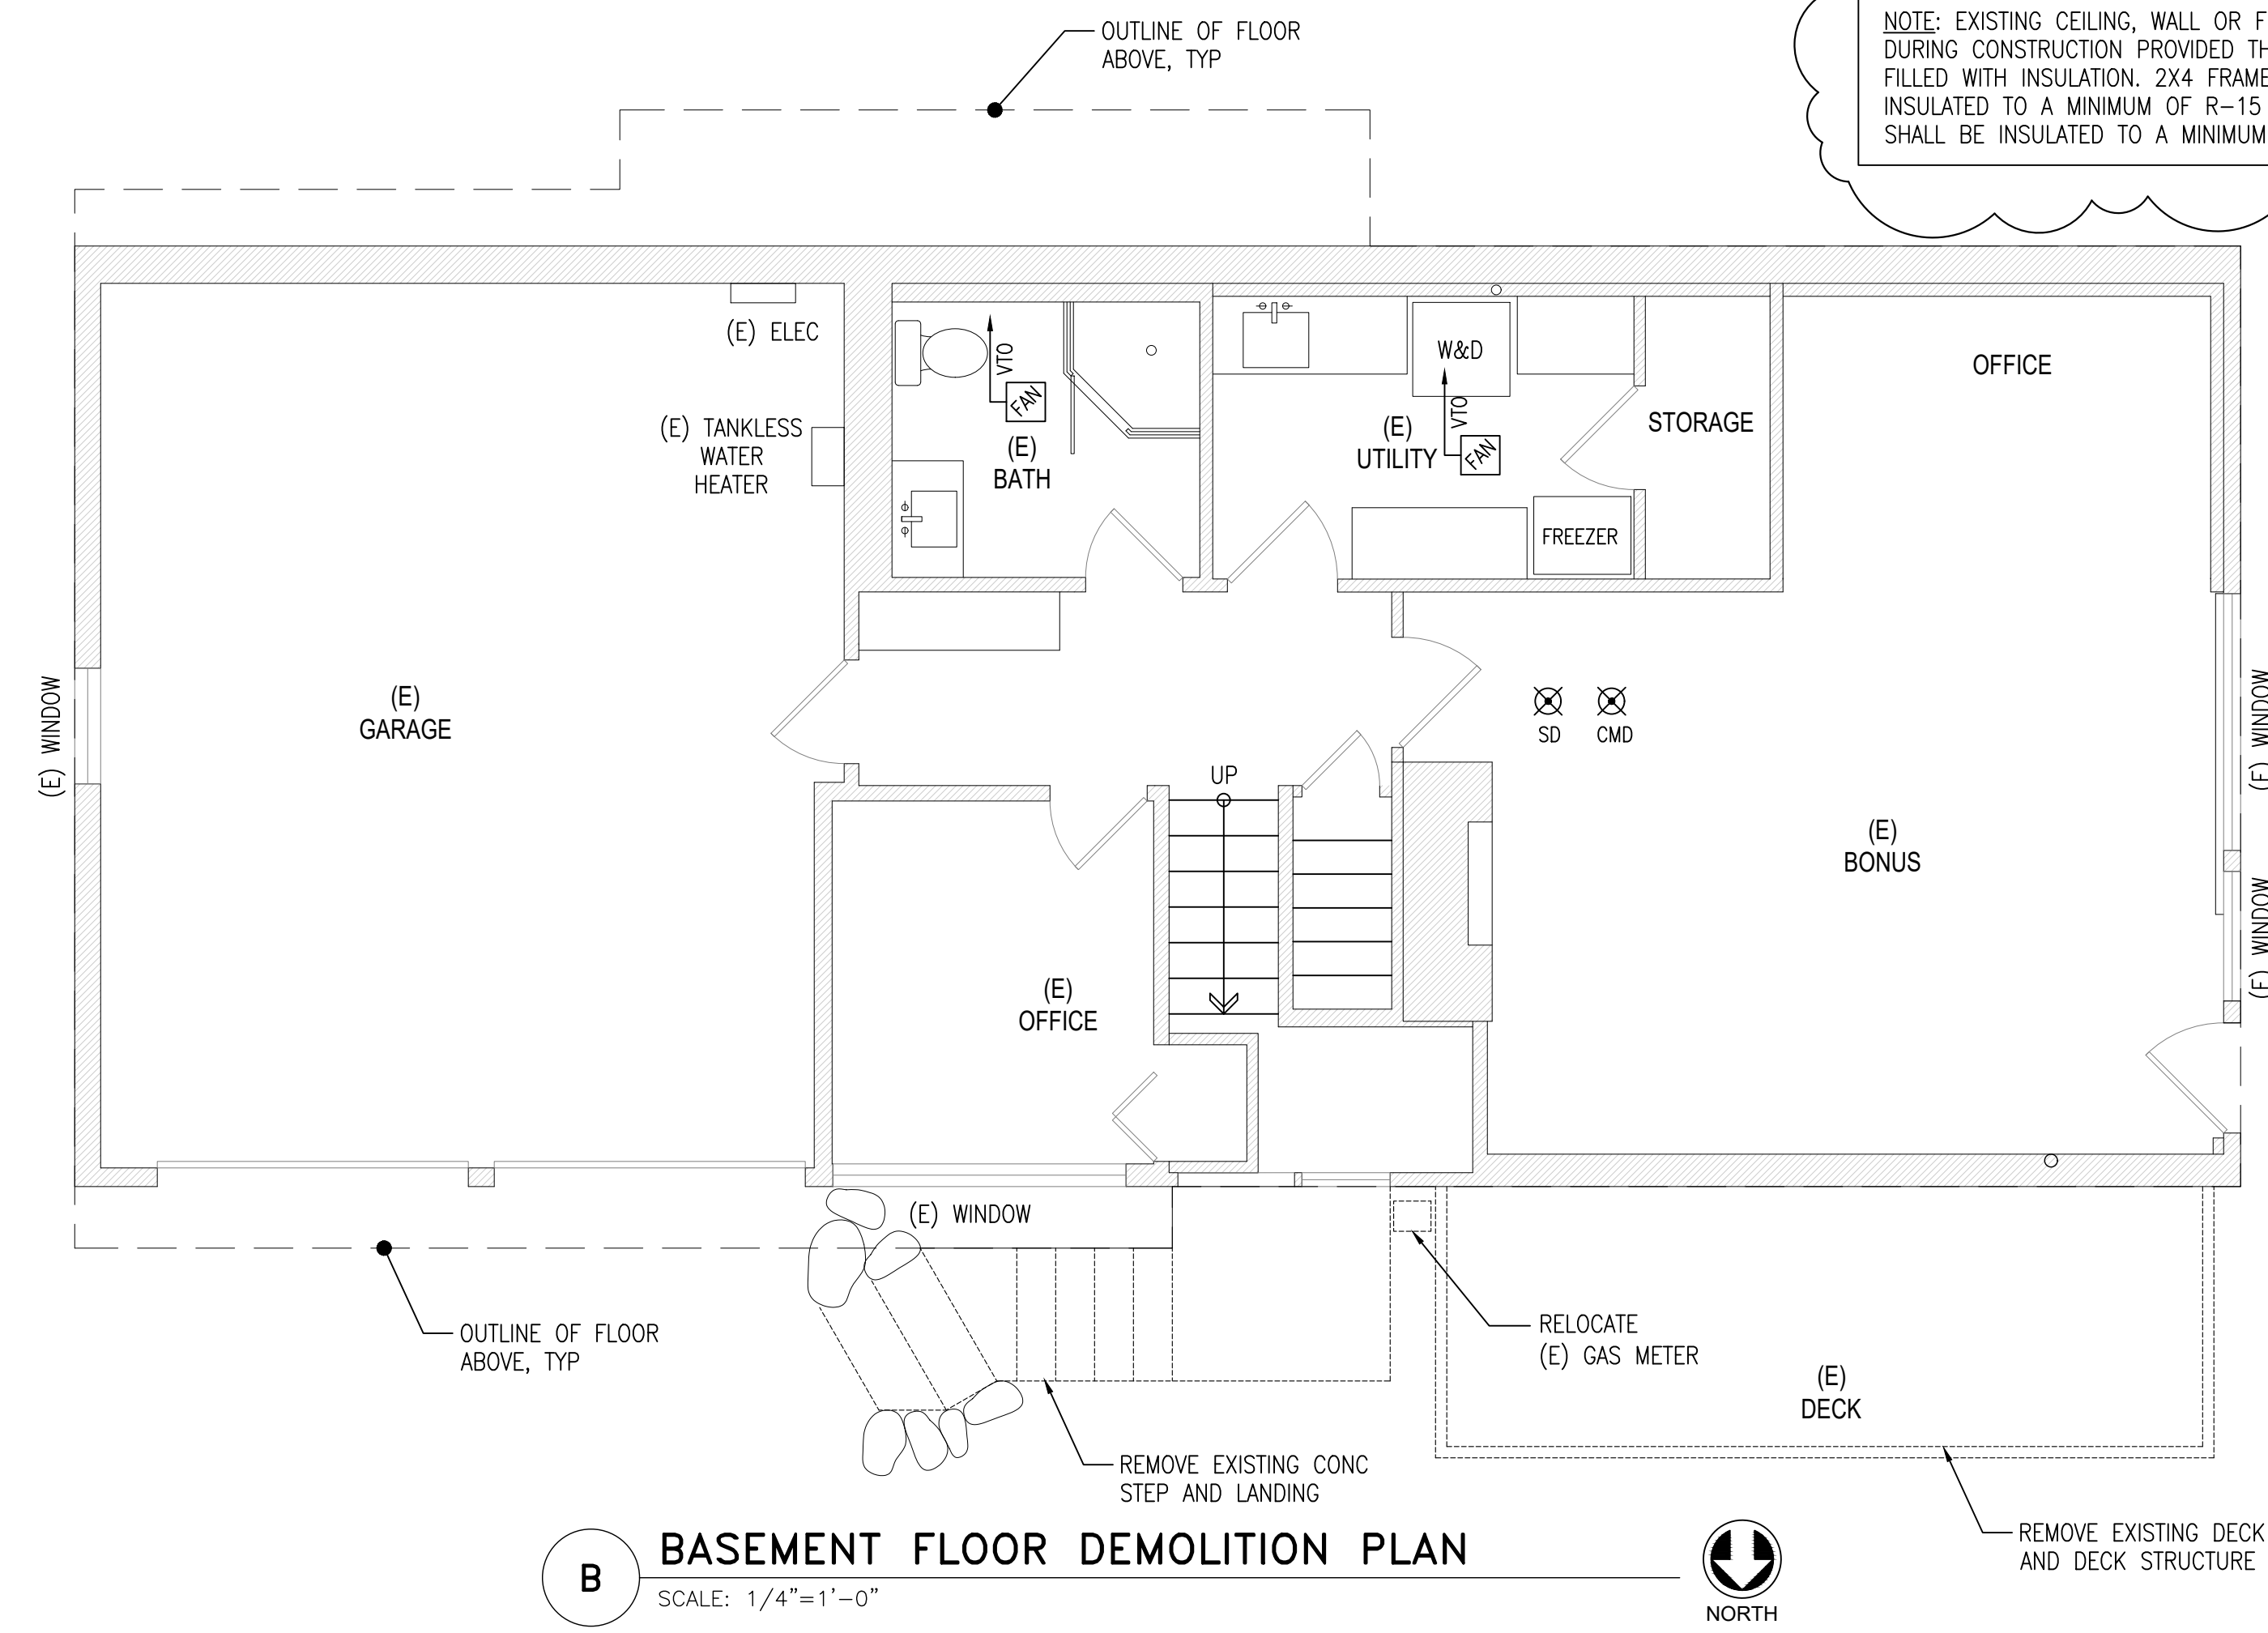 OUTLINE OF FLOOR
ABOVE, TYP
NOTE: EXISTING CEILING, WALL OR
DURING CONSTRUCTION PROVIDED
FILLED WITH INSULATION. 2X4
INSULATED TO A MINIMUM OF R-15
SHALL BE INSULATED TO A MINIMUM
(E) ELEC
(E) TANKLESS
WATER
HEATER
VTO
FAN
(E)
BATH
W&D
VTO
FAN
(E)
UTILITY
STORAGE
FREEZER
OFFICE
(E) WINDOW
(E)
GARAGE
SD
CMD
(E) WINDOW
UP
(E)
BONUS
(E) WINDOW
(E)
OFFICE
(E) WINDOW
OUTLINE OF FLOOR
ABOVE, TYP
RELOCATE
(E) GAS METER
(E)
DECK
REMOVE EXISTING CONC
STEP AND LANDING
REMOVE EXISTING DECK
AND DECK STRUCTURE
B
BASEMENT FLOOR DEMOLITION PLAN
SCALE: 1/4"=1'-0"
NORTH